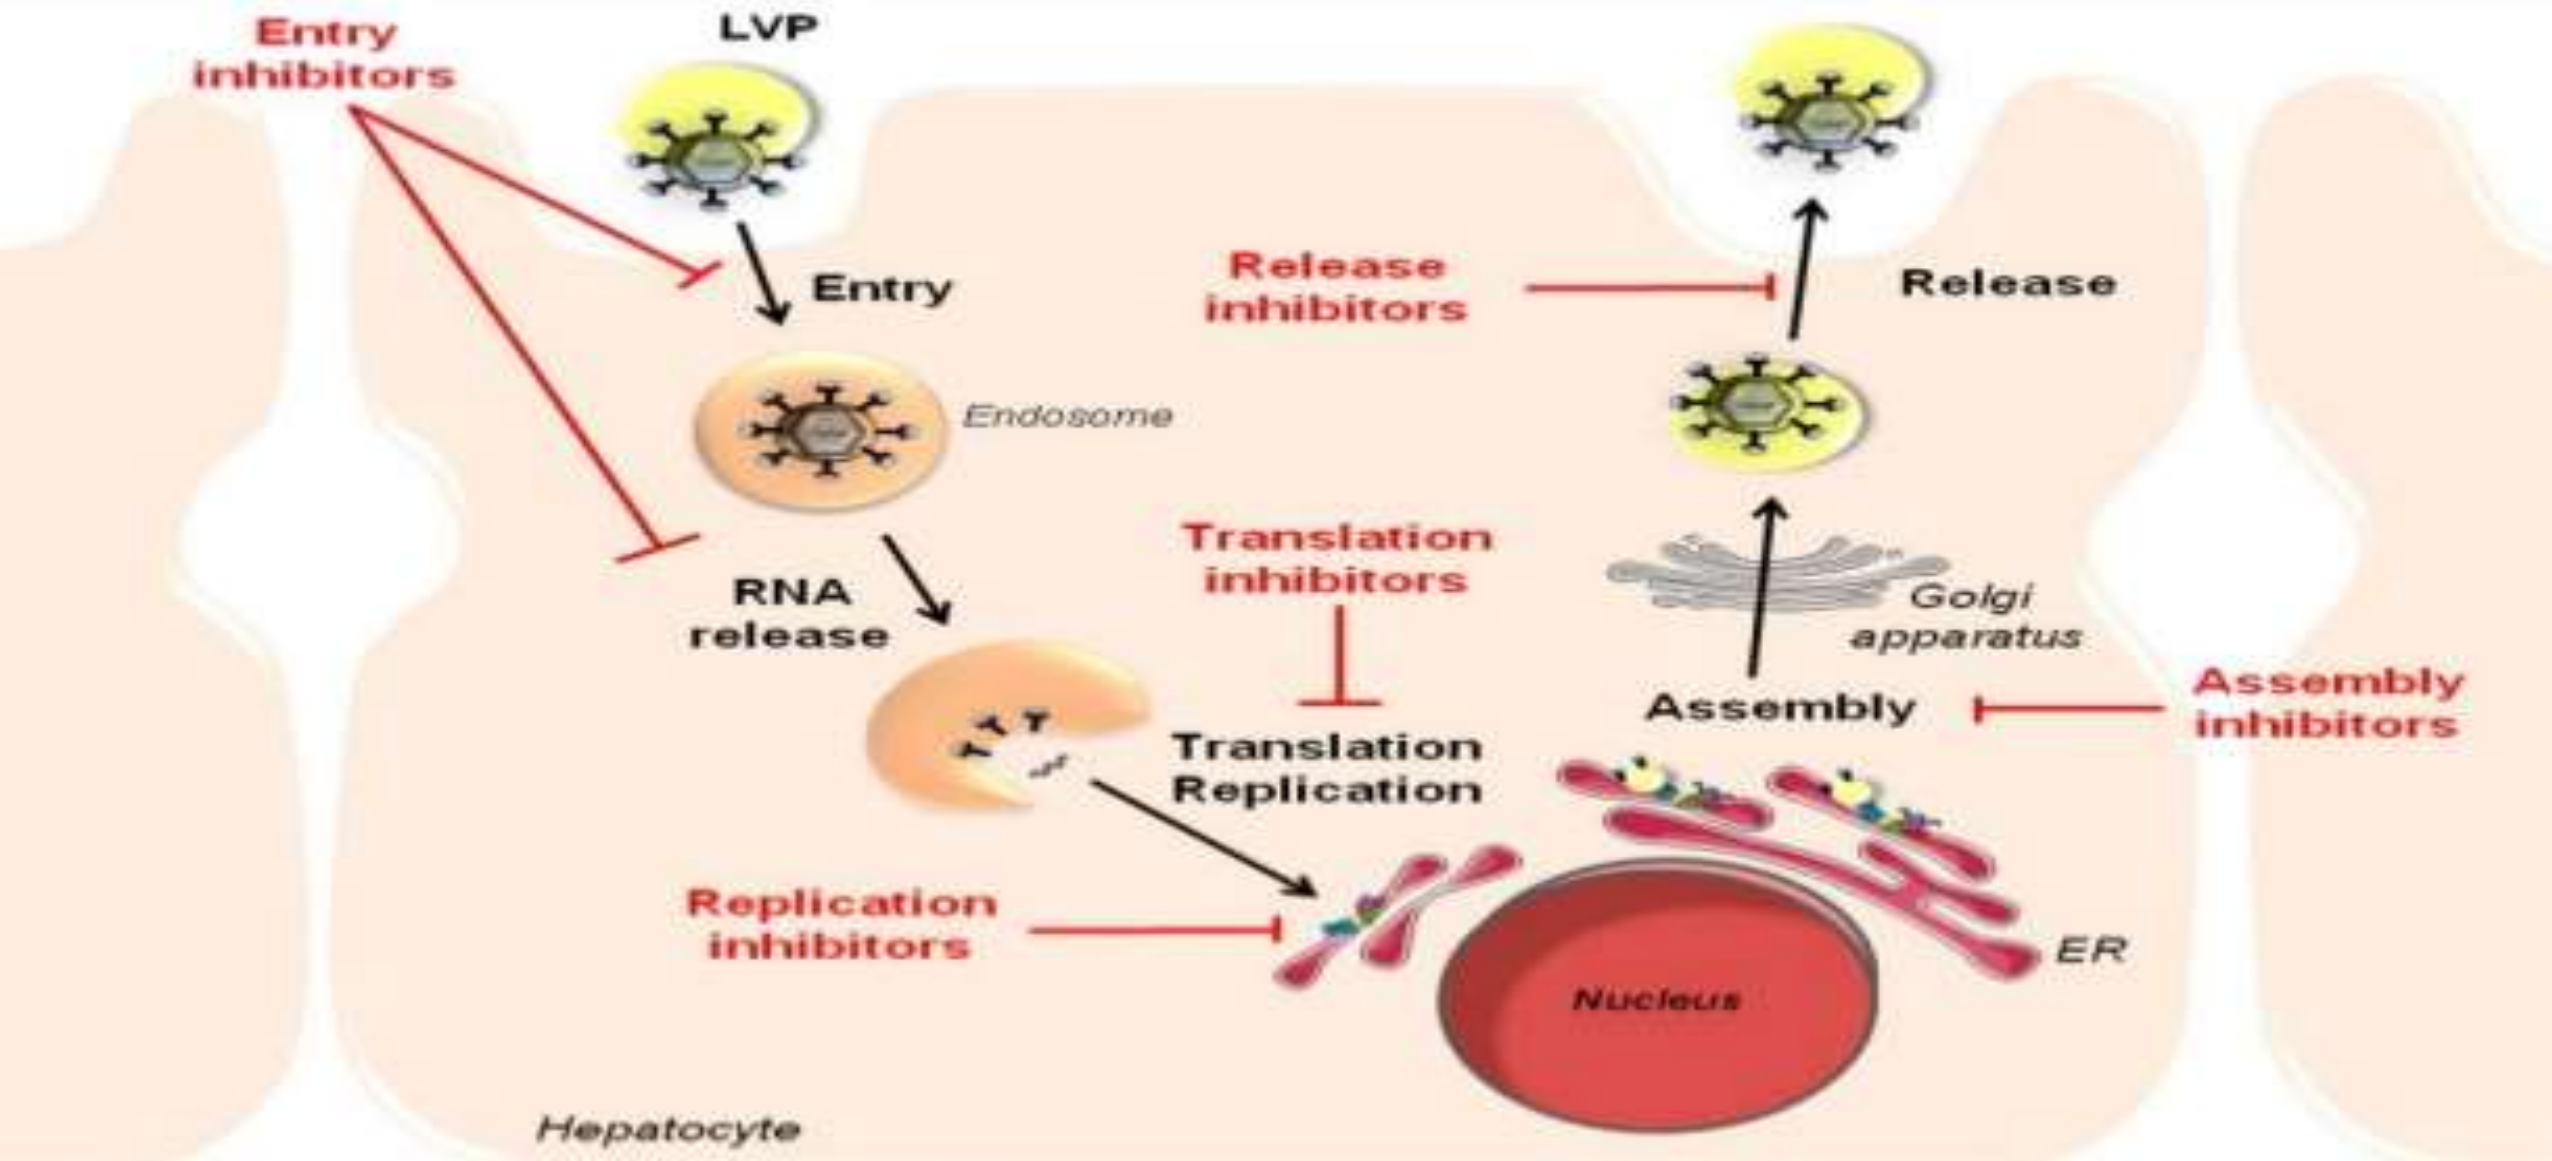 Entry
inhibitors
LVP
Entry
Release
inhibitors
Release
Endosome
Translation
inhibitors
RNA
release
Golgi
apparatus
Assembly
Assembly
inhibitors
Translation
Replication
Replication
inhibitors
ER
Nucleus
Hepatocyte